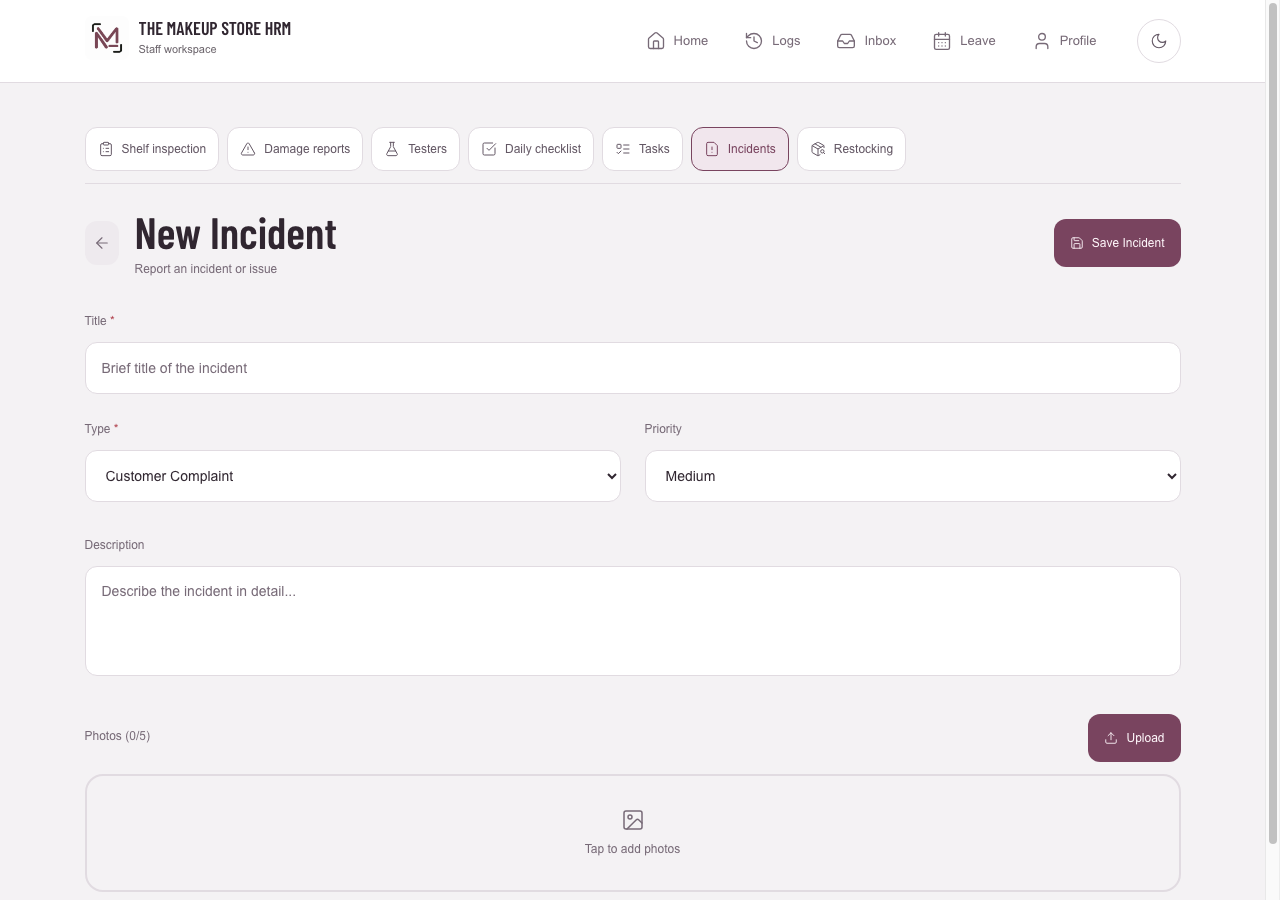 THE MAKEUP STORE HRM
Staff workspace
Home
Logs
Inbox
Leave
Profile
Shelf inspection
Damage reports
Testers
Daily checklist
Tasks
Incidents
Restocking
New Incident
Report an incident or issue
Save Incident
Title *
Brief title of the incident
Type *
Priority
Customer Complaint
Medium
Description
Describe the incident in detail...
Photos (0/5)
Upload
Tap to add photos